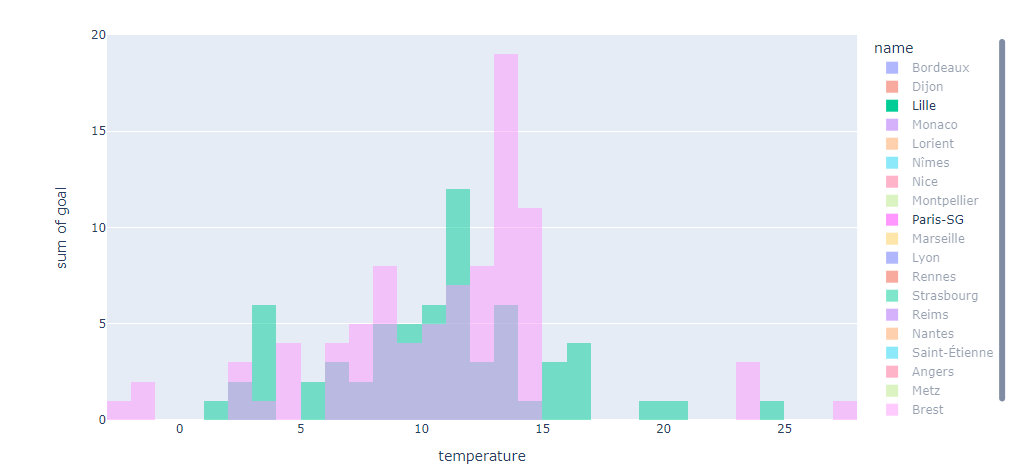 20
15
10
5
0
sum of goal
0 5 10 15 20 25
temperature
name
Bordeaux
Dijon
Lille
Monaco
Lorient
Nîmes
Nice
Montpellier
Paris-SG
Marseille
Lyon
Rennes
Strasbourg
Reims
Nantes
Saint-Étienne
Angers
Metz
Brest